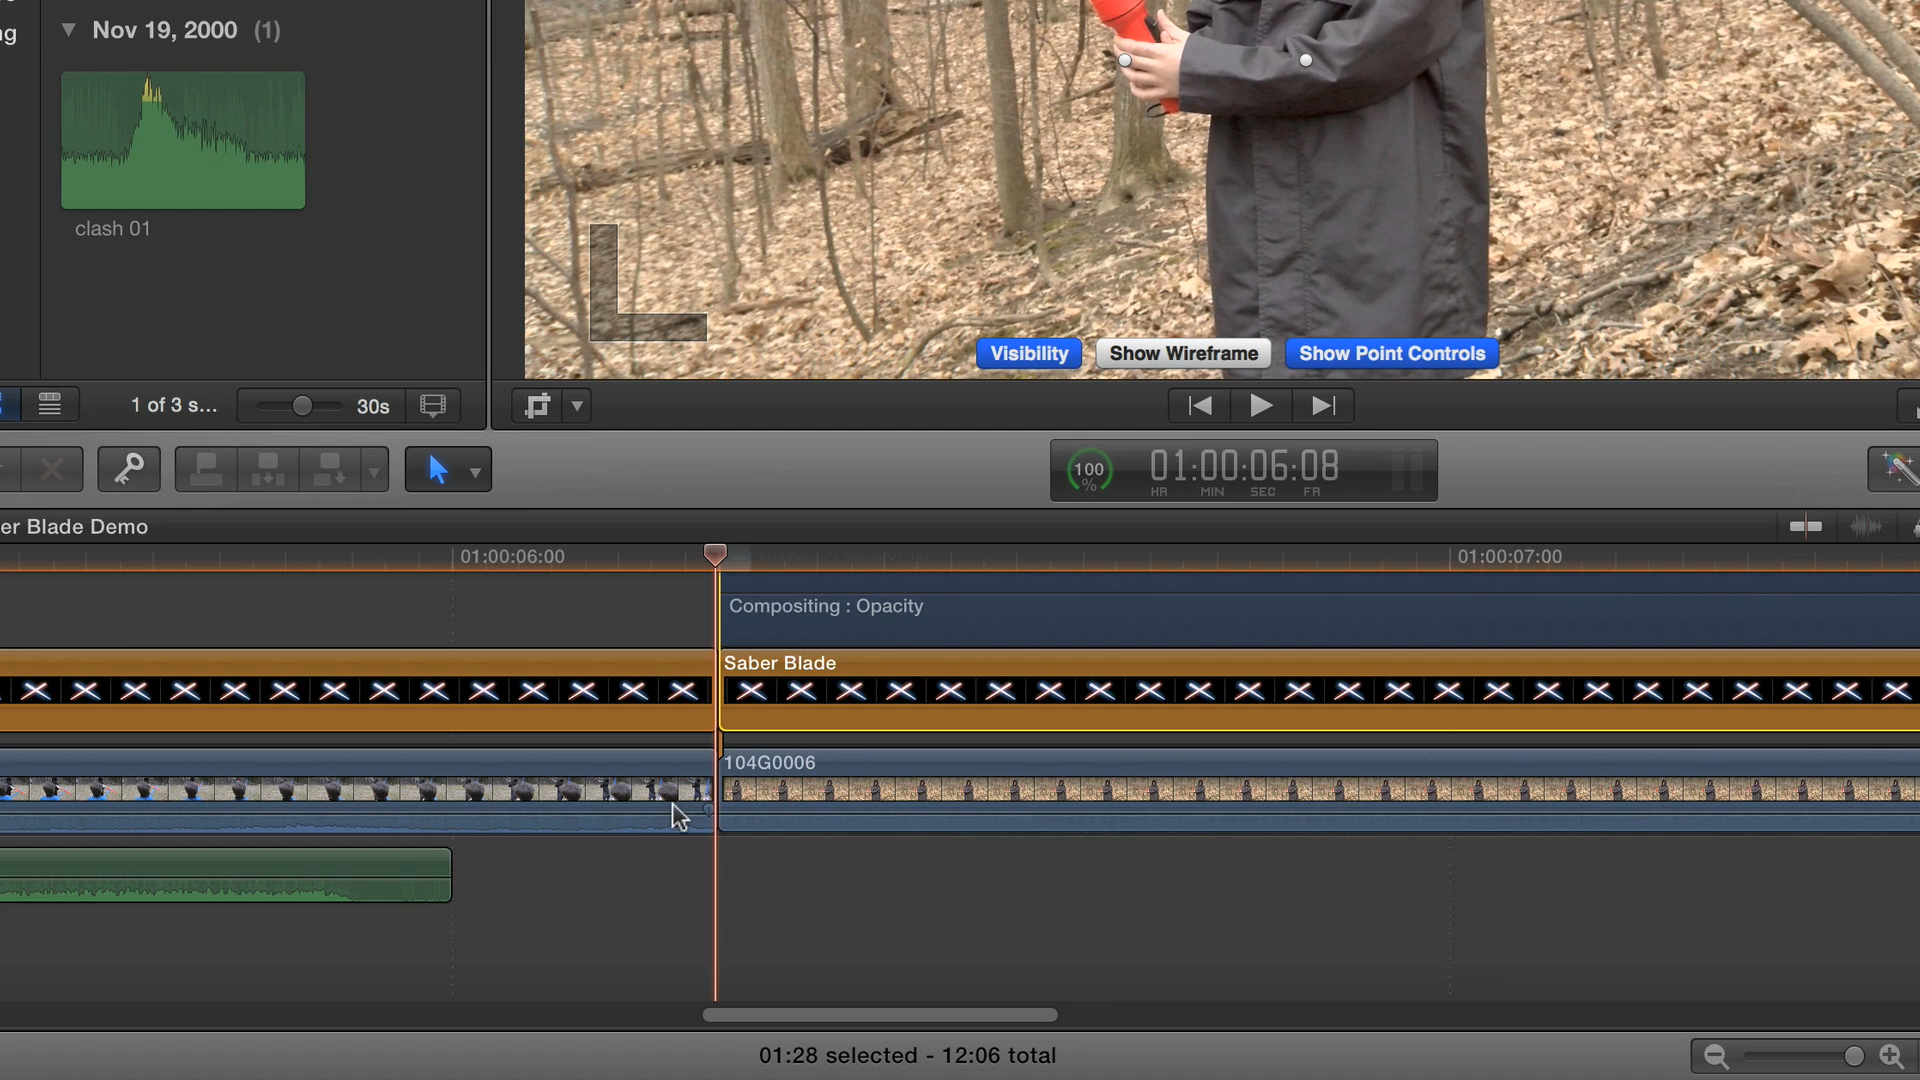 ng
Nov 19, 2000 (1)
clash 01
Visibility
Show Wireframe
Show Point Controls
1 of 3 s...
30s
100
%
01:00:06:08
HR MIN SEC FR
er Blade Demo
01:00:06:00
01:00:07:00
Compositing : Opacity
Saber Blade
104G0006
01:28 selected - 12:06 total